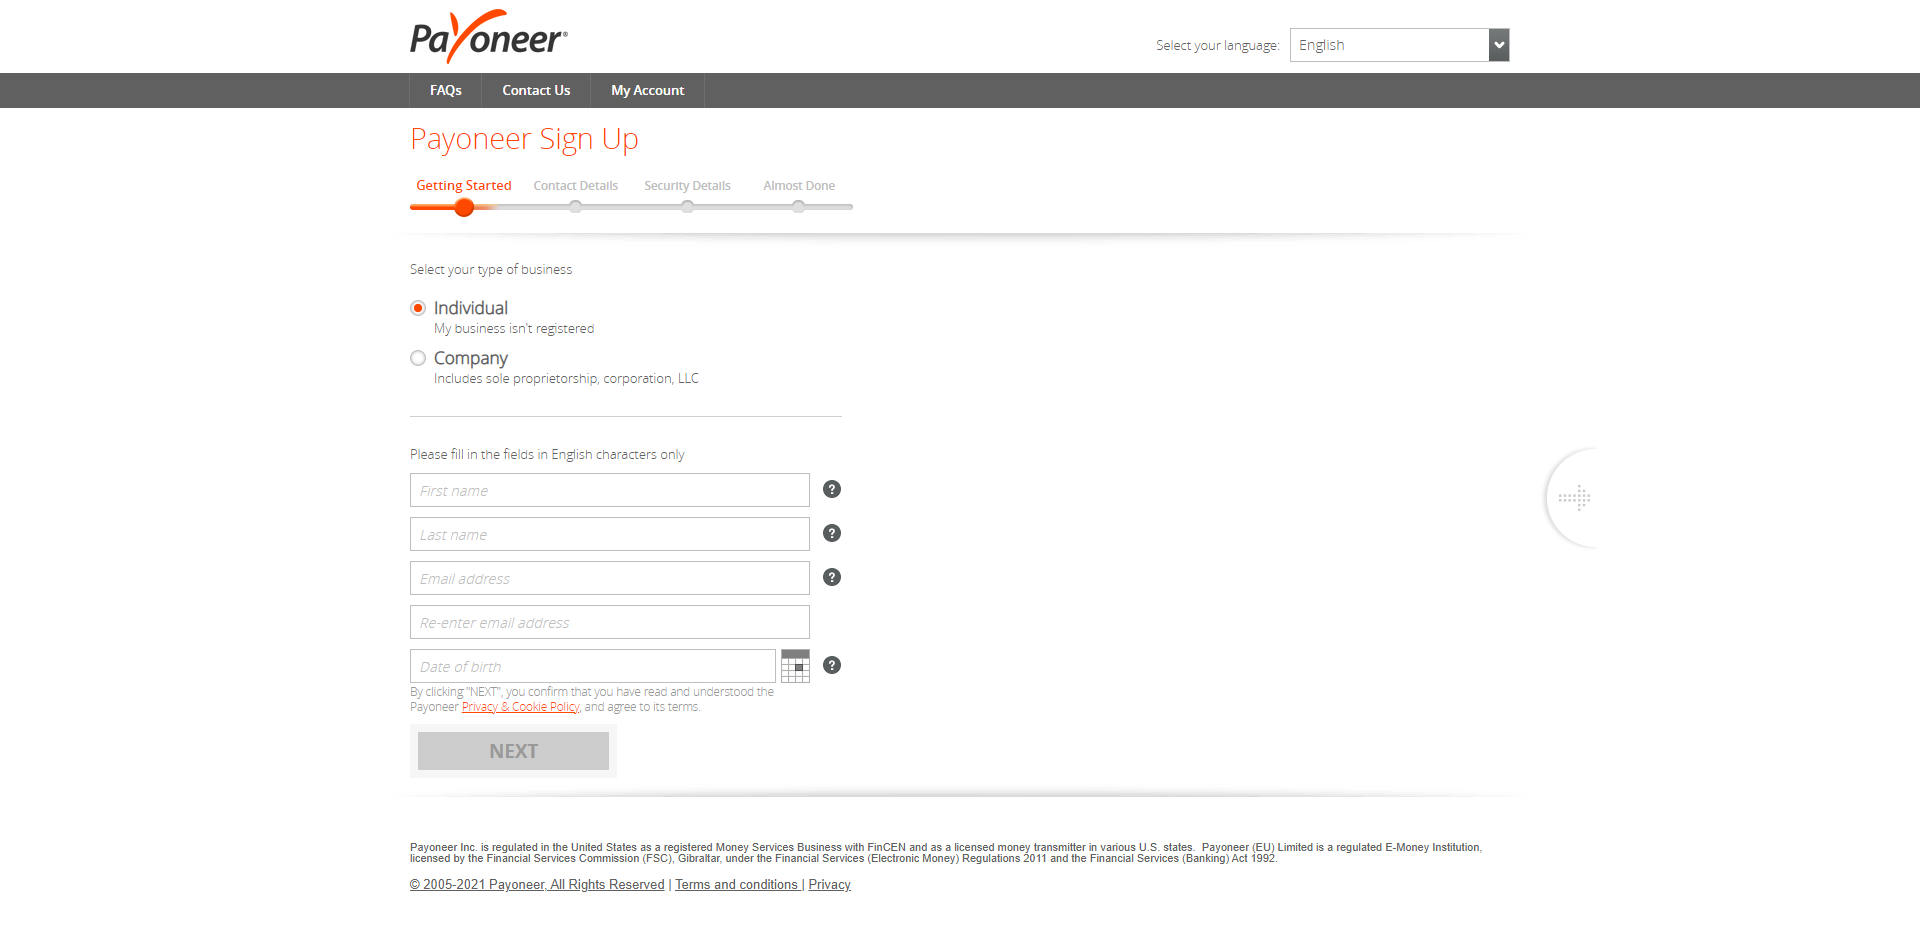 Payoneer®
Select your language:
English
FAQs
Contact Us
My Account
Payoneer Sign Up
Getting Started
Contact Details
Security Details
Almost Done
Select your type of business
Individual
My business isn't registered
Company
Includes sole proprietorship, corporation, LLC
Please fill in the fields in English characters only
First name
?
Last name
?
Email address
?
Re-enter email address
Date of birth
?
By clicking "NEXT", you confirm that you have read and understood the
Payoneer Privacy & Cookie Policy, and agree to its terms.
NEXT
Payoneer Inc. is regulated in the United States as a registered Money Services Business with FinCEN and as a licensed money transmitter in various U.S. states.  Payoneer (EU) Limited is a regulated E-Money Institution,
licensed by the Financial Services Commission (FSC), Gibraltar, under the Financial Services (Electronic Money) Regulations 2011 and the Financial Services (Banking) Act 1992.
© 2005-2021 Payoneer, All Rights Reserved | Terms and conditions | Privacy